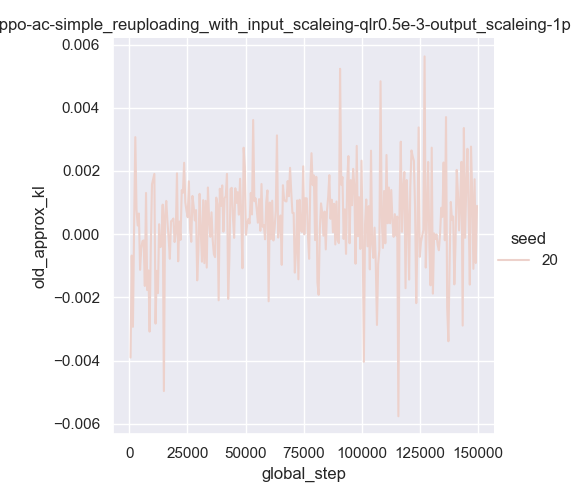 ppo-ac-simple_reuploading_with_input_scaleing-qlr0.5e-3-output_scaleing-1p
0.006
0.004
0.002
0.000
−0.002
−0.004
−0.006
old_approx_kl
0 25000 50000 75000 100000 125000 150000
global_step
seed
20